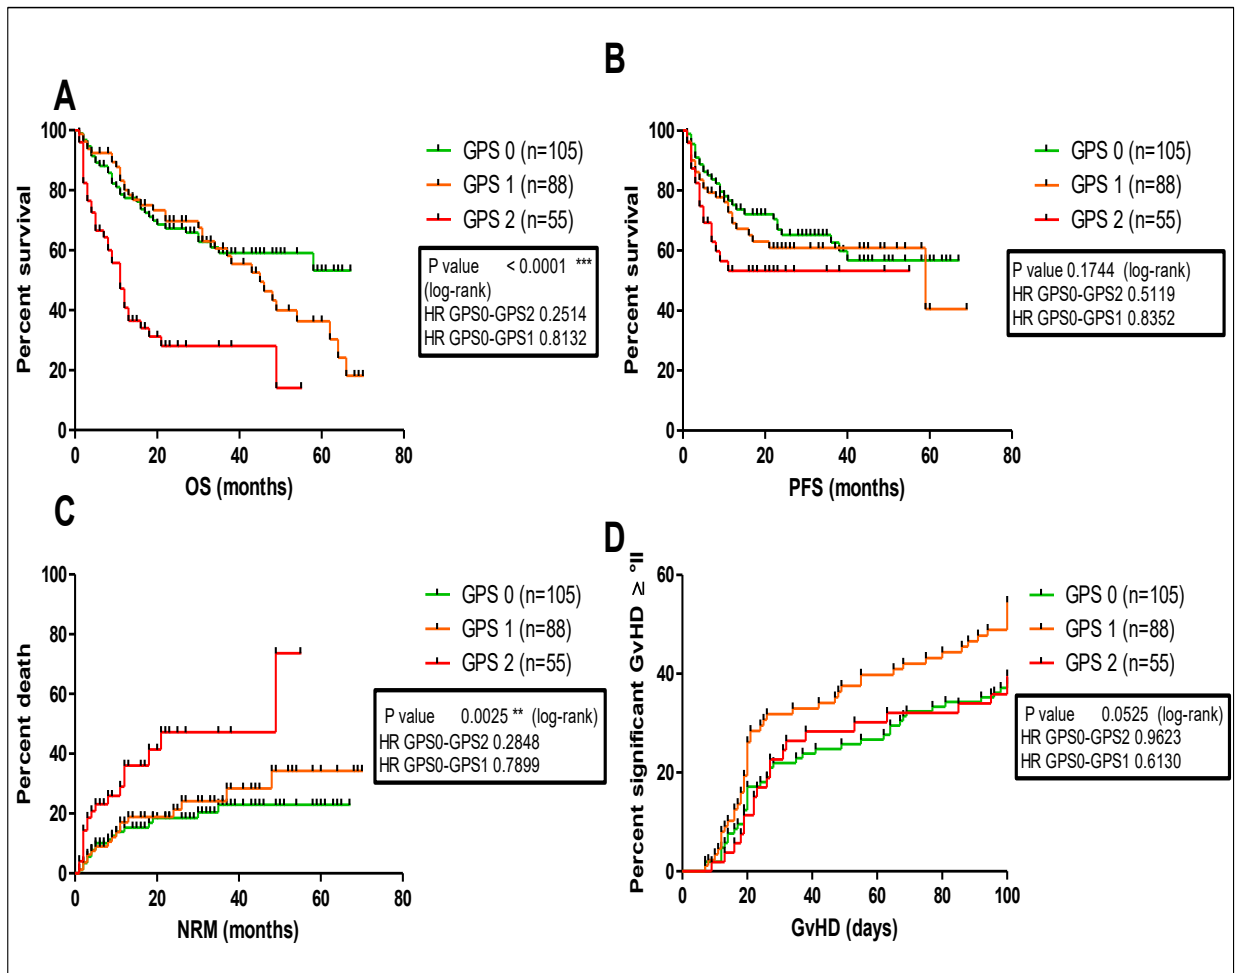 A
Percent survival
100
80
60
40
20
0
0 20 40 60 80
OS (months)
GPS 0 (n=105)
GPS 1 (n=88)
GPS 2 (n=55)
P value < 0.0001 ***
(log-rank)
HR GPS0-GPS2 0.2514
HR GPS0-GPS1 0.8132
B
Percent survival
100
80
60
40
20
0
0 20 40 60 80
PFS (months)
GPS 0 (n=105)
GPS 1 (n=88)
GPS 2 (n=55)
P value 0.1744 (log-rank)
HR GPS0-GPS2 0.5119
HR GPS0-GPS1 0.8352
C
Percent death
100
80
60
40
20
0
0 20 40 60 80
NRM (months)
GPS 0 (n=105)
GPS 1 (n=88)
GPS 2 (n=55)
P value 0.0025 ** (log-rank)
HR GPS0-GPS2 0.2848
HR GPS0-GPS1 0.7899
D
Percent significant GvHD ≥ °II
60
40
20
0
0 20 40 60 80 100
GvHD (days)
GPS 0 (n=105)
GPS 1 (n=88)
GPS 2 (n=55)
P value 0.0525 (log-rank)
HR GPS0-GPS2 0.9623
HR GPS0-GPS1 0.6130